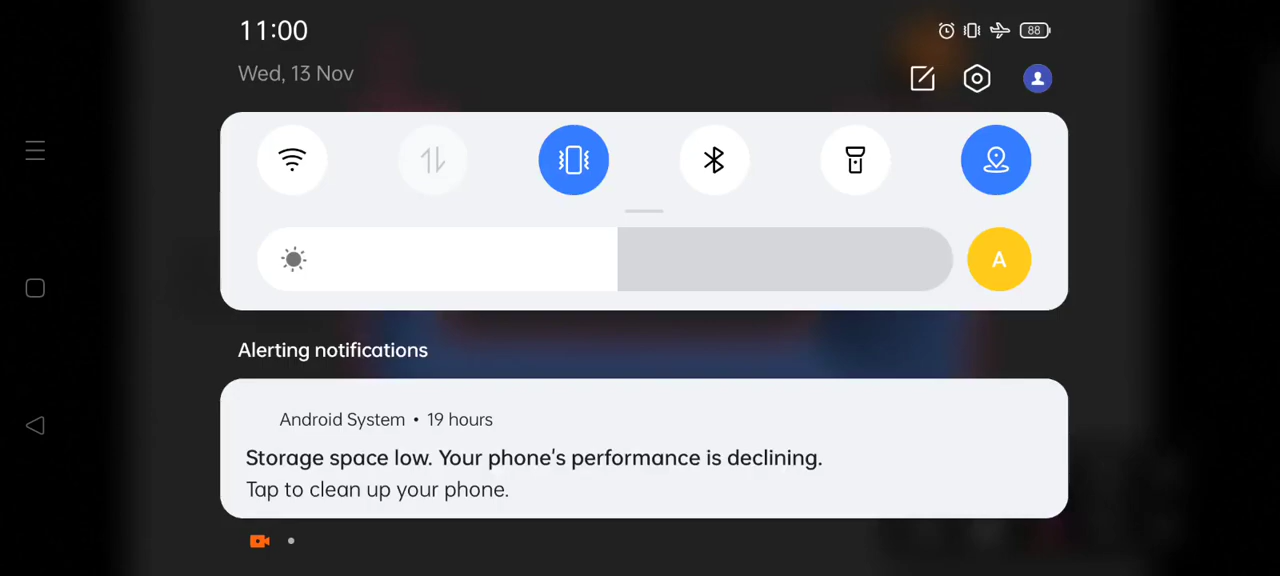 11:00
88
Wed, 13 Nov
A
Alerting notifications
Android System • 19 hours
Storage space low. Your phone's performance is declining.
Tap to clean up your phone.